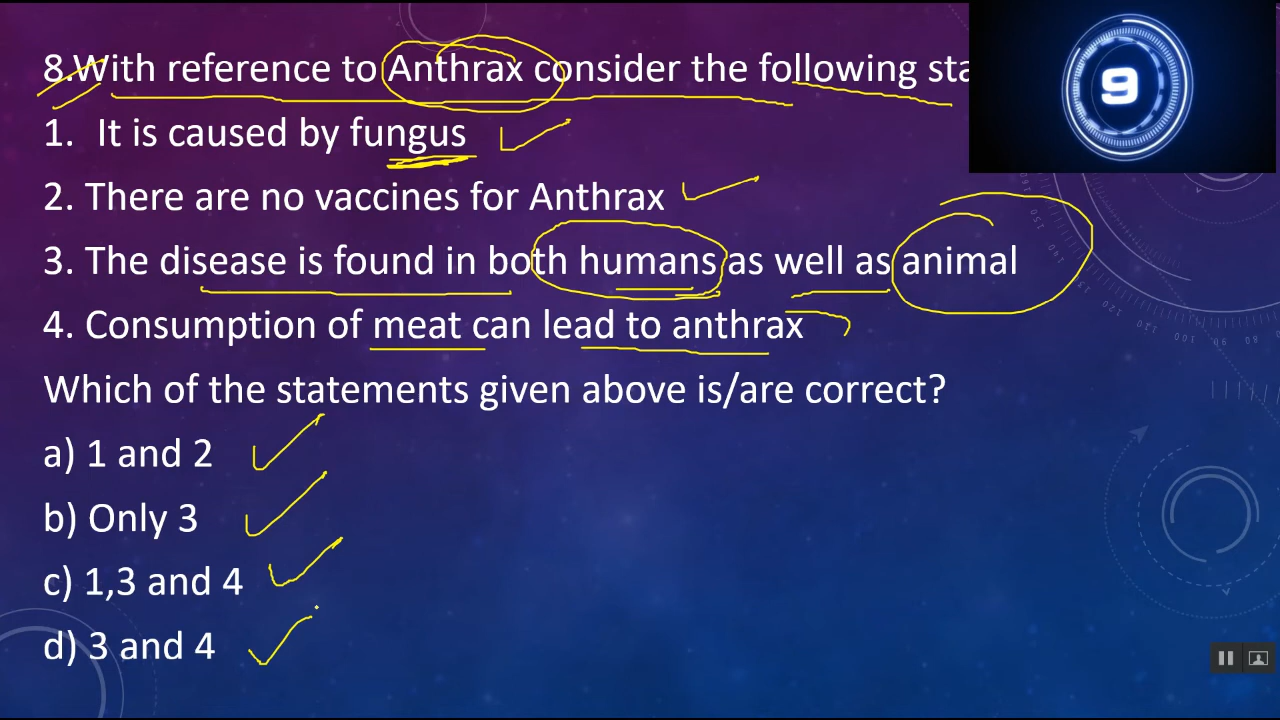 8.With reference to Anthrax consider the following sta
9
1. It is caused by fungus
2. There are no vaccines for Anthrax
3. The disease is found in both humans as well as animal
4. Consumption of meat can lead to anthrax
Which of the statements given above is/are correct?
a) 1 and 2
b) Only 3
c) 1,3 and 4
d) 3 and 4